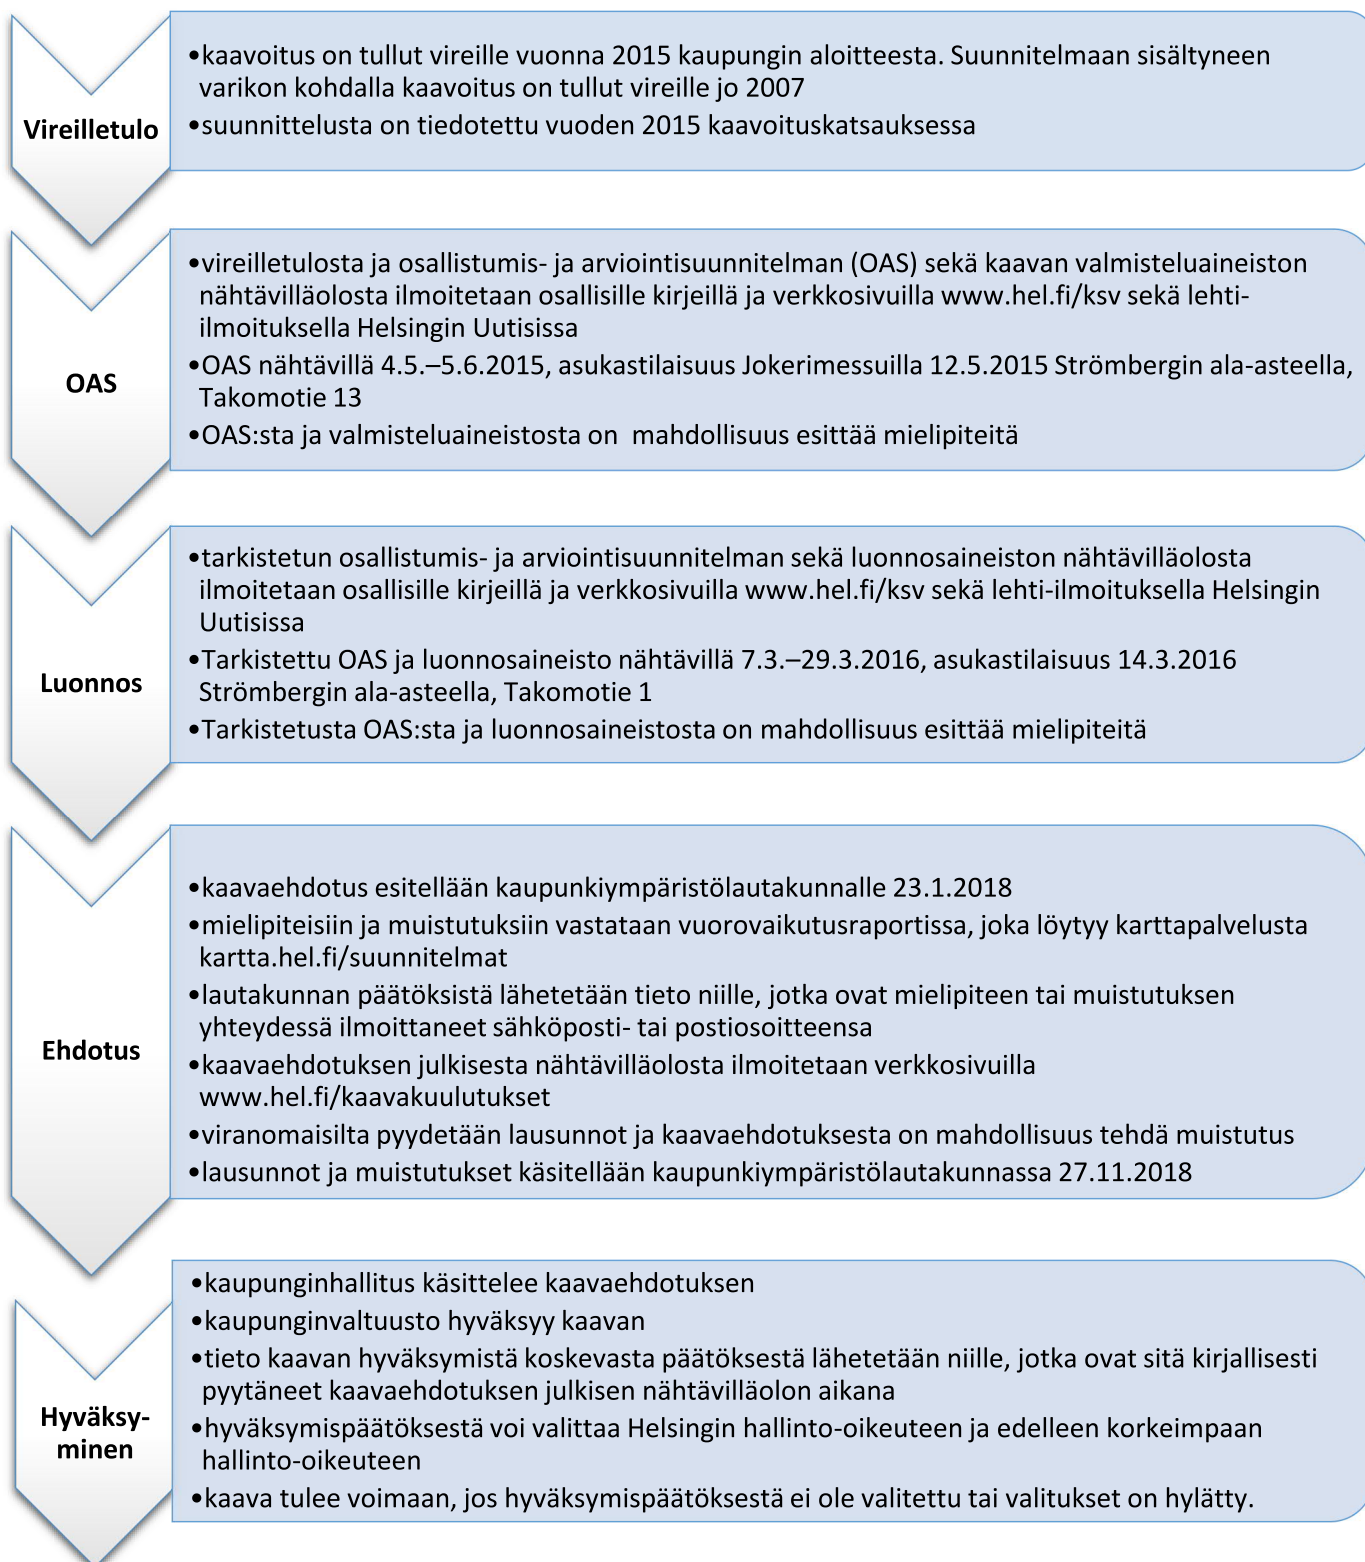 Vireilletulo
•kaavoitus on tullut vireille vuonna 2015 kaupungin aloitteesta. Suunnitelmaan sisältyneen
varikon kohdalla kaavoitus on tullut vireille jo 2007
•suunnittelusta on tiedotettu vuoden 2015 kaavoituskatsauksessa
OAS
•vireilletulosta ja osallistumis- ja arviointisuunnitelman (OAS) sekä kaavan valmisteluaineiston
nähtävilläolosta ilmoitetaan osallisille kirjeillä ja verkkosivuilla www.hel.fi/ksv sekä lehti-
ilmoituksella Helsingin Uutisissa
•OAS nähtävillä 4.5.–5.6.2015, asukastilaisuus Jokerimessuilla 12.5.2015 Strömbergin ala-asteella,
Takomotie 13
•OAS:sta ja valmisteluaineistosta on  mahdollisuus esittää mielipiteitä
Luonnos
•tarkistetun osallistumis- ja arviointisuunnitelman sekä luonnosaineiston nähtävilläolosta
ilmoitetaan osallisille kirjeillä ja verkkosivuilla www.hel.fi/ksv sekä lehti-ilmoituksella Helsingin
Uutisissa
•Tarkistettu OAS ja luonnosaineisto nähtävillä 7.3.–29.3.2016, asukastilaisuus 14.3.2016
Strömbergin ala-asteella, Takomotie 1
•Tarkistetusta OAS:sta ja luonnosaineistosta on mahdollisuus esittää mielipiteitä
Ehdotus
•kaavaehdotus esitellään kaupunkiympäristölautakunnalle 23.1.2018
•mielipiteisiin ja muistutuksiin vastataan vuorovaikutusraportissa, joka löytyy karttapalvelusta
kartta.hel.fi/suunnitelmat
•lautakunnan päätöksistä lähetetään tieto niille, jotka ovat mielipiteen tai muistutuksen
yhteydessä ilmoittaneet sähköposti- tai postiosoitteensa
•kaavaehdotuksen julkisesta nähtävilläolosta ilmoitetaan verkkosivuilla
www.hel.fi/kaavakuulutukset
•viranomaisilta pyydetään lausunnot ja kaavaehdotuksesta on mahdollisuus tehdä muistutus
•lausunnot ja muistutukset käsitellään kaupunkiympäristölautakunnassa 27.11.2018
Hyväksy-
minen
•kaupunginhallitus käsittelee kaavaehdotuksen
•kaupunginvaltuusto hyväksyy kaavan
•tieto kaavan hyväksymistä koskevasta päätöksestä lähetetään niille, jotka ovat sitä kirjallisesti
pyytäneet kaavaehdotuksen julkisen nähtävilläolon aikana
•hyväksymispäätöksestä voi valittaa Helsingin hallinto-oikeuteen ja edelleen korkeimpaan
hallinto-oikeuteen
•kaava tulee voimaan, jos hyväksymispäätöksestä ei ole valitettu tai valitukset on hylätty.